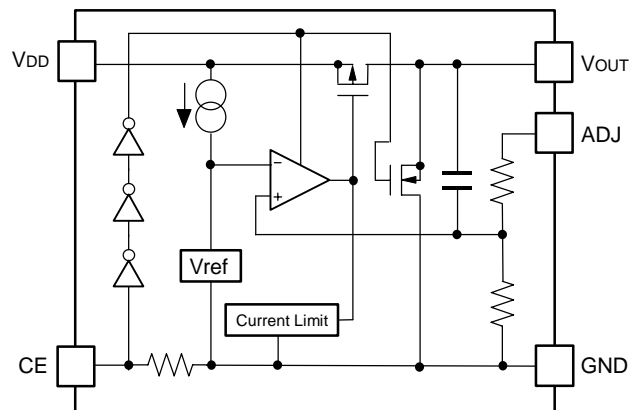 VDD
VOUT
ADJ
−
+
Vref
Current Limit
CE
GND